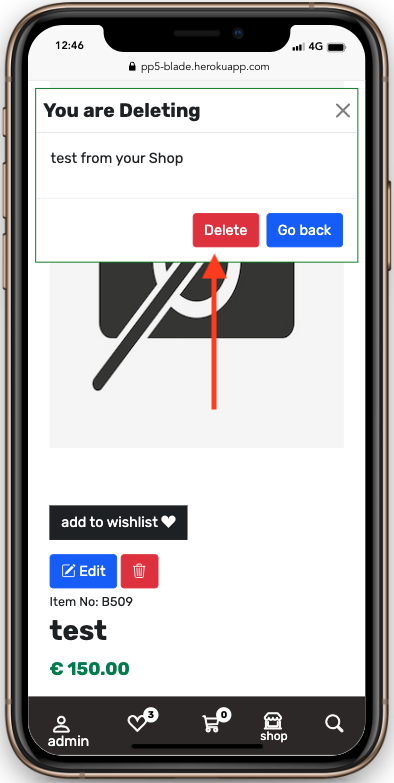 12:46
4G
pp5-blade.herokuapp.com
You are Deleting
test from your Shop
Delete
Go back
add to wishlist
Edit
Item No: B509
test
€ 150.00
3
0
admin
shop